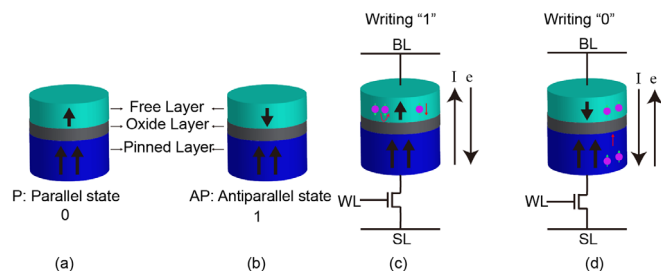 Writing “1”
Writing “0”
BL
BL
Free Layer
Oxide Layer
Pinned Layer
I e
I e
P: Parallel state
0
AP: Antiparallel state
1
WL
WL
SL
SL
(a)
(b)
(c)
(d)